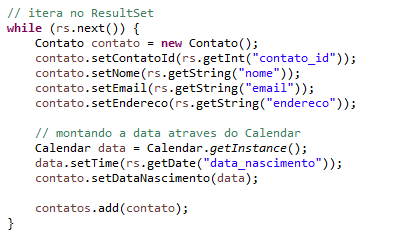 // itera no ResultSet
while (rs.next()) {
    Contato contato = new Contato();
    contato.setContatoId(rs.getInt("contato_id"));
    contato.setNome(rs.getString("nome"));
    contato.setEmail(rs.getString("email"));
    contato.setEndereco(rs.getString("endereco"));

    // montando a data atraves do Calendar
    Calendar data = Calendar.getInstance();
    data.setTime(rs.getDate("data_nascimento"));
    contato.setDataNascimento(data);

    contatos.add(contato);
}